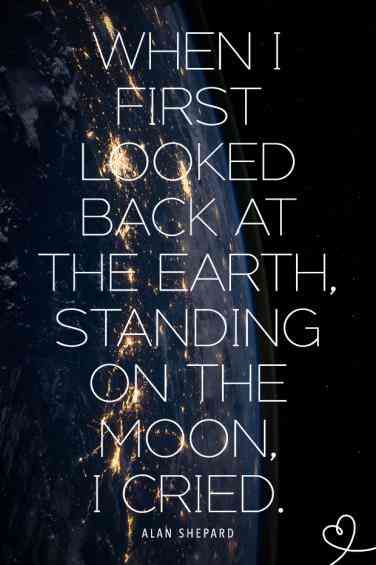 WHEN I
FIRST
LOOKED
BACK AT
THE EARTH,
STANDING
ON THE
MOON,
I CRIED.
ALAN SHEPARD